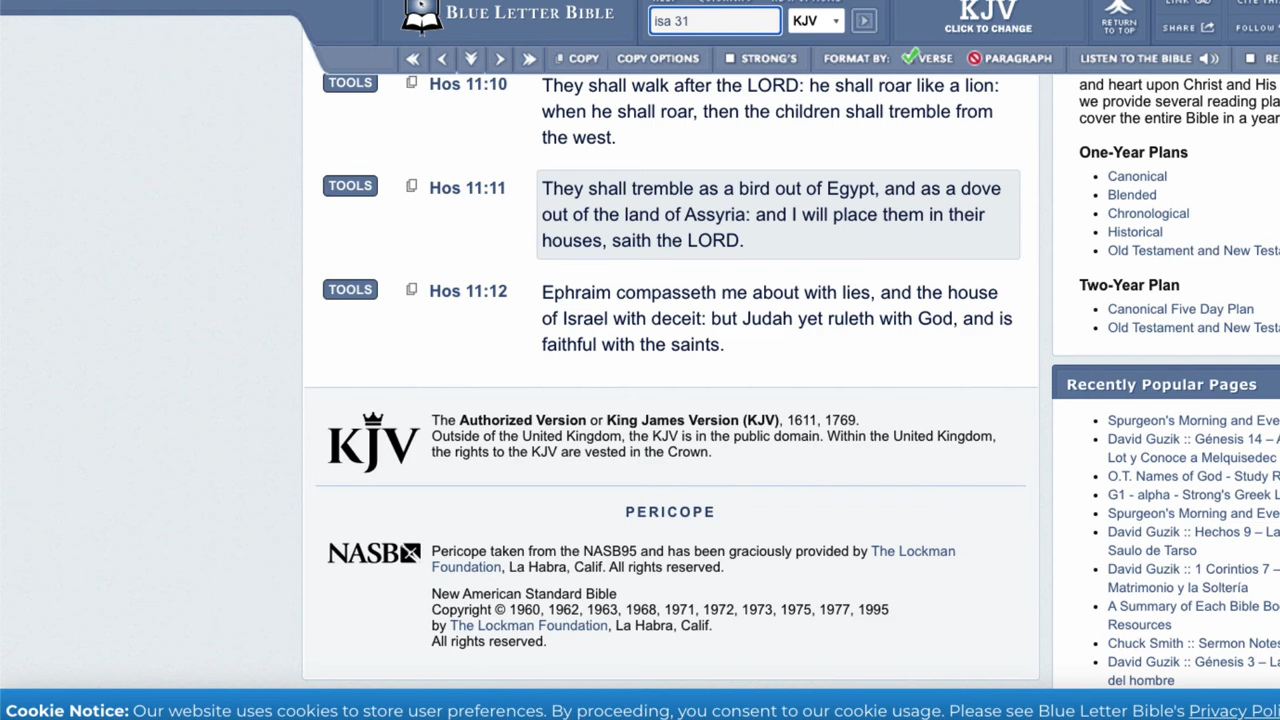 BLUE LETTER BIBLE
isa 31
KJV
KJV
CLICK TO CHANGE
RETURN
TO TOP
SHARE
FOLLOW
COPY
COPY OPTIONS
STRONG'S
FORMAT BY:
VERSE
PARAGRAPH
LISTEN TO THE BIBLE
RE
TOOLS
Hos 11:10
They shall walk after the LORD: he shall roar like a lion:
when he shall roar, then the children shall tremble from
the west.
TOOLS
Hos 11:11
They shall tremble as a bird out of Egypt, and as a dove
out of the land of Assyria: and I will place them in their
houses, saith the LORD.
TOOLS
Hos 11:12
Ephraim compasseth me about with lies, and the house
of Israel with deceit: but Judah yet ruleth with God, and is
faithful with the saints.
KJV
The Authorized Version or King James Version (KJV), 1611, 1769.
Outside of the United Kingdom, the KJV is in the public domain. Within the United Kingdom,
the rights to the KJV are vested in the Crown.
PERICOPE
NASB
Pericope taken from the NASB95 and has been graciously provided by The Lockman
Foundation, La Habra, Calif. All rights reserved.
New American Standard Bible
Copyright © 1960, 1962, 1963, 1968, 1971, 1972, 1973, 1975, 1977, 1995
by The Lockman Foundation, La Habra, Calif.
All rights reserved.
and heart upon Christ and His
we provide several reading pla
cover the entire Bible in a year
One-Year Plans
Canonical
Blended
Chronological
Historical
Old Testament and New Testa
Two-Year Plan
Canonical Five Day Plan
Old Testament and New Testa
Recently Popular Pages
Spurgeon's Morning and Eve
David Guzik :: Génesis 14 – A
Lot y Conoce a Melquisedec
O.T. Names of God - Study R
G1 - alpha - Strong's Greek L
Spurgeon's Morning and Eve
David Guzik :: Hechos 9 – La
Saulo de Tarso
David Guzik :: 1 Corintios 7 –
Matrimonio y la Soltería
A Summary of Each Bible Bo
Resources
Chuck Smith :: Sermon Notes
David Guzik :: Génesis 3 – La
del hombre
Cookie Notice: Our website uses cookies to store user preferences. By proceeding, you consent to our cookie usage. Please see Blue Letter Bible's Privacy Poli